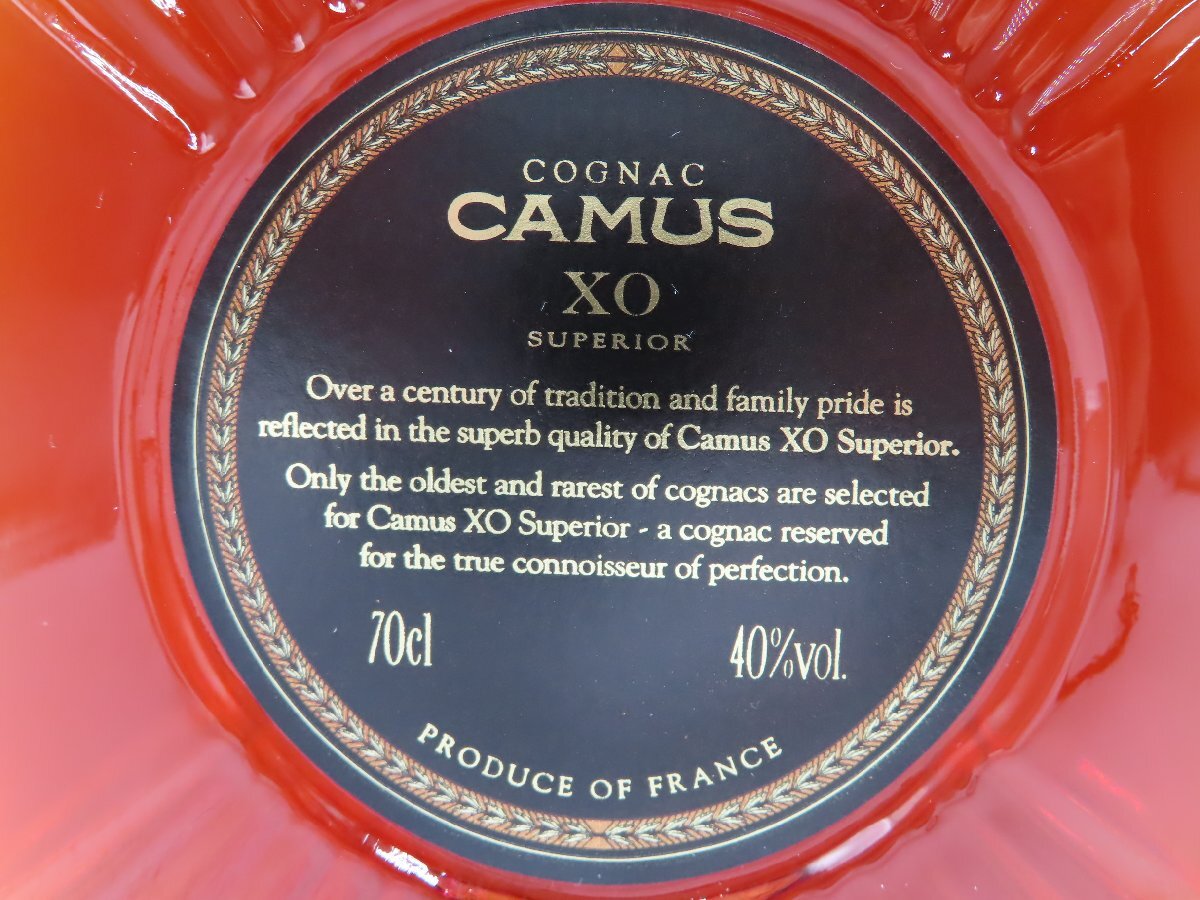 COGNAC
CAMUS
XO
SUPERIOR
Over a century of tradition and family pride is
reflected in the superb quality of Camus XO Superior.
Only the oldest and rarest of cognacs are selected
for Camus XO Superior - a cognac reserved
for the true connoisseur of perfection.
70cl 40%vol.
PRODUCE OF FRANCE